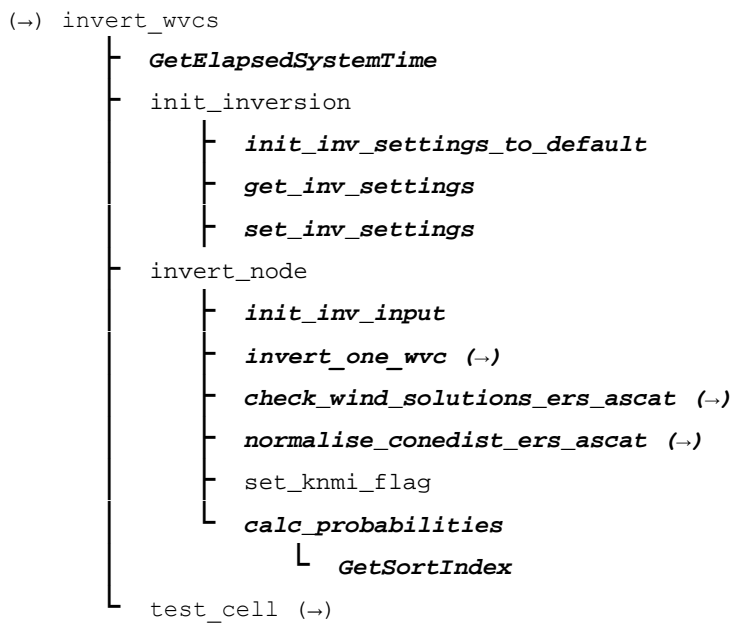 (→) invert_wvcs
GetElapsedSystemTime
init_inversion
init_inv_settings_to_default
get_inv_settings
set_inv_settings
invert_node
init_inv_input
invert_one_wvc (→)
check_wind_solutions_ers_ascat (→)
normalise_conedist_ers_ascat (→)
set_knmi_flag
calc_probabilities
GetSortIndex
test_cell (→)